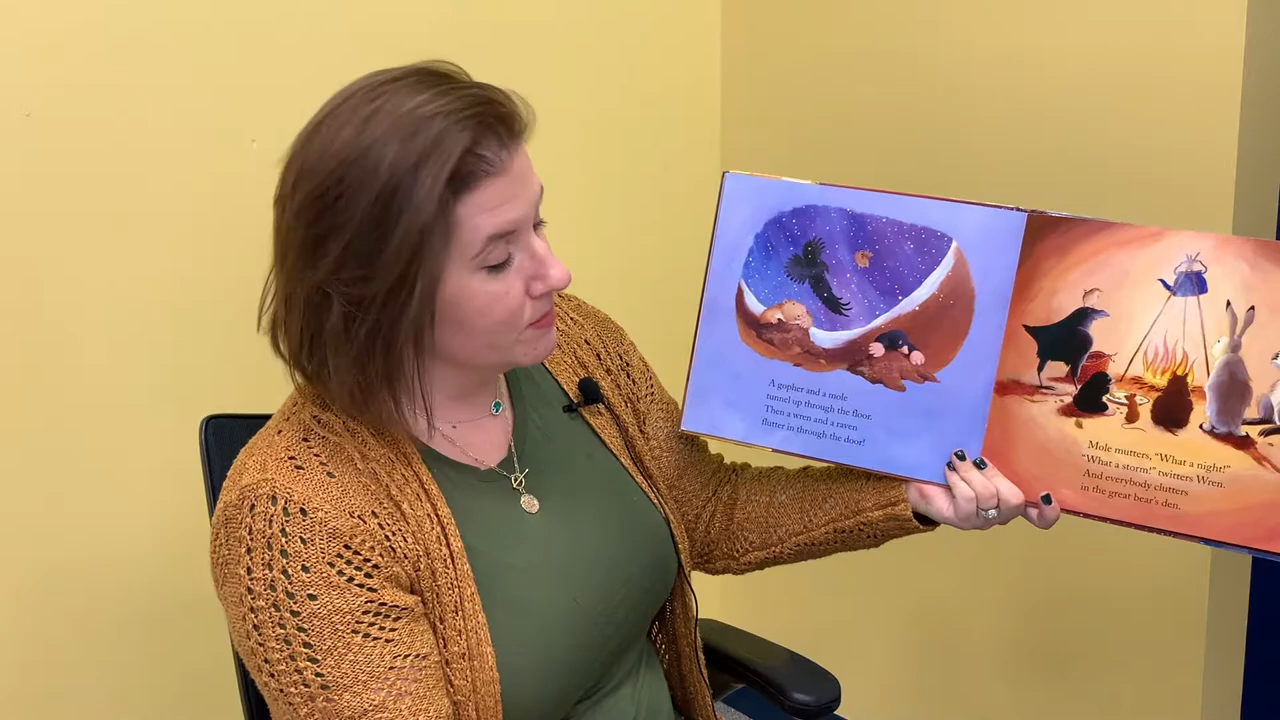 A gopher and a mole
tunnel up through the floor.
Then a wren and a raven
flutter in through the door!
Mole mutters, "What a night!"
"What a storm!" twitters Wren.
And everybody clutters
in the great bear's den.